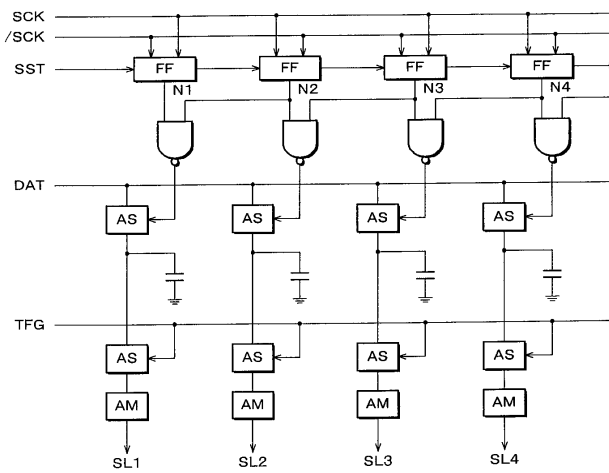 SCK
/SCK
SST FF FF FF FF
N1 N2 N3 N4
DAT
AS AS AS AS
TFG
AS AS AS AS
AM AM AM AM
SL1 SL2 SL3 SL4